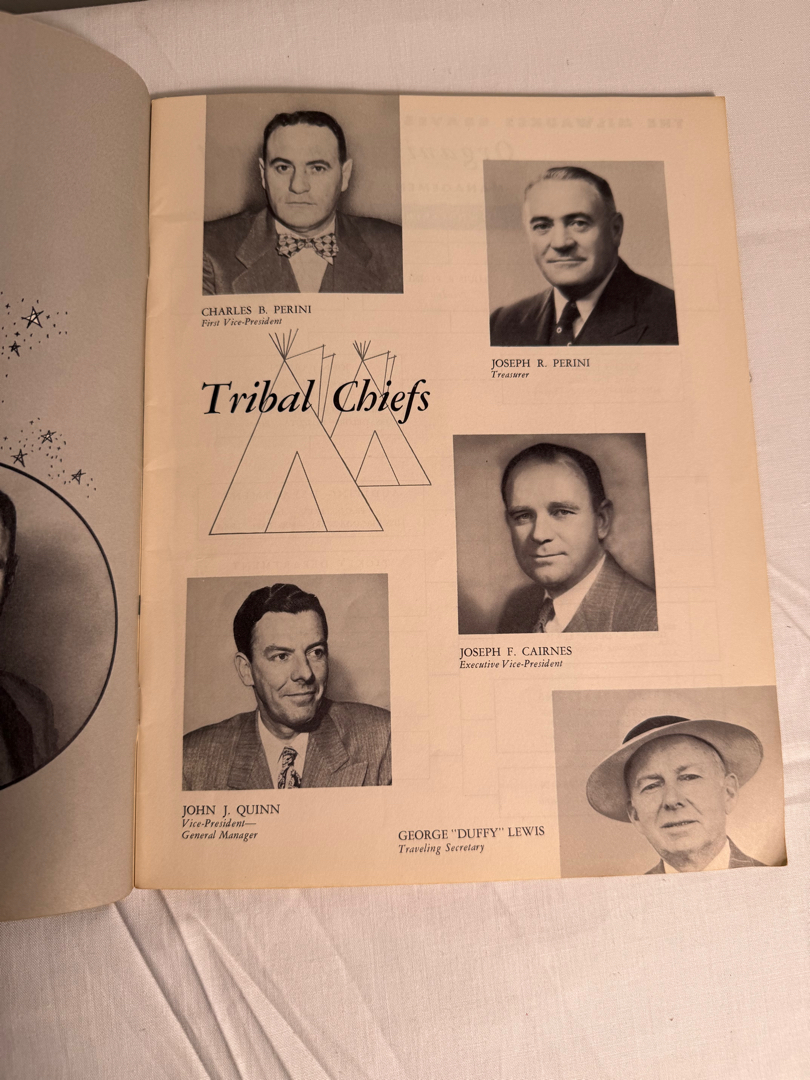 CHARLES B. PERINI
First Vice-President
JOSEPH R. PERINI
Treasurer
Tribal Chiefs
JOSEPH F. CAIRNES
Executive Vice-President
JOHN J. QUINN
Vice-President—
General Manager
GEORGE "DUFFY" LEWIS
Traveling Secretary